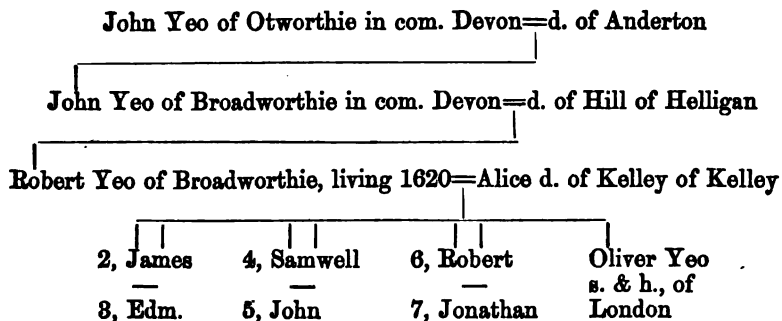 John Yeo of Otworthie in com. Devon=d. of Anderton
John Yeo of Broadworthie in com. Devon=d. of Hill of Helligan
Robert Yeo of Broadworthie, living 1620=Alice d. of Kelley of Kelley
2, James 4, Samwell 6, Robert Oliver Yeo
s. & h., of
3, Edm. 5, John 7, Jonathan London